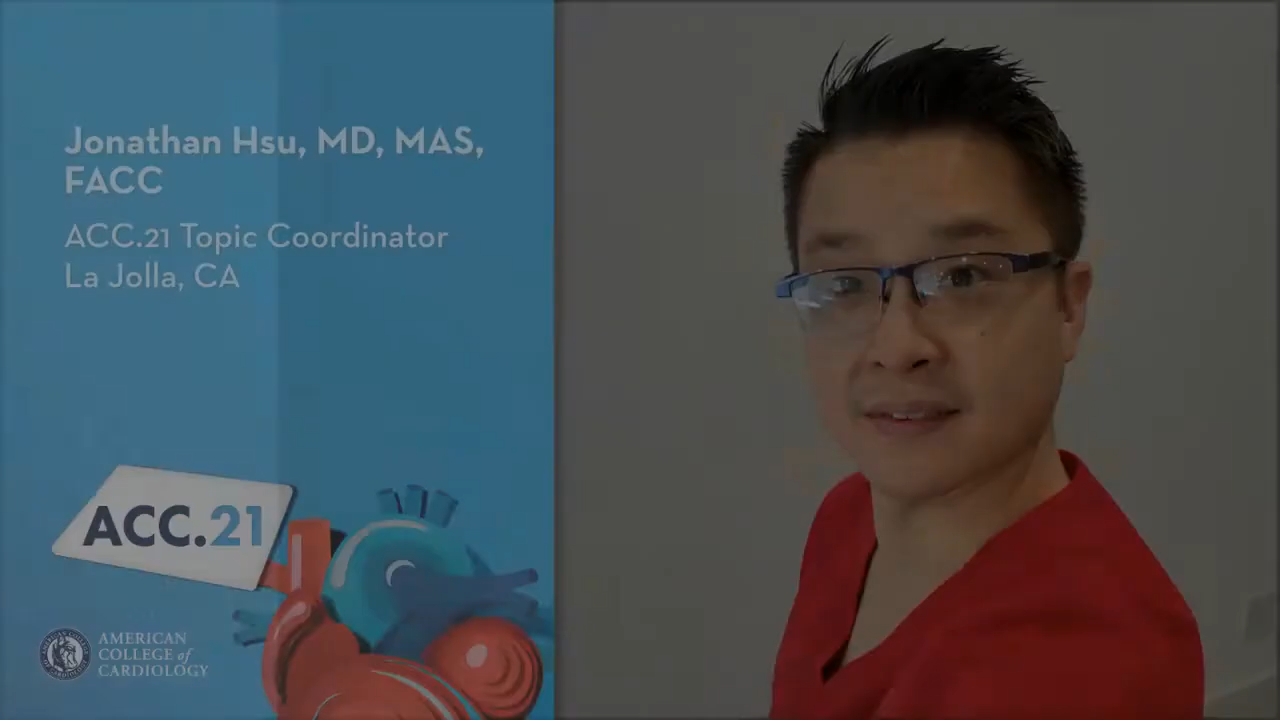 Jonathan Hsu, MD, MAS,
FACC
ACC.21 Topic Coordinator
La Jolla, CA
ACC.21
AMERICAN
COLLEGE of
CARDIOLOGY